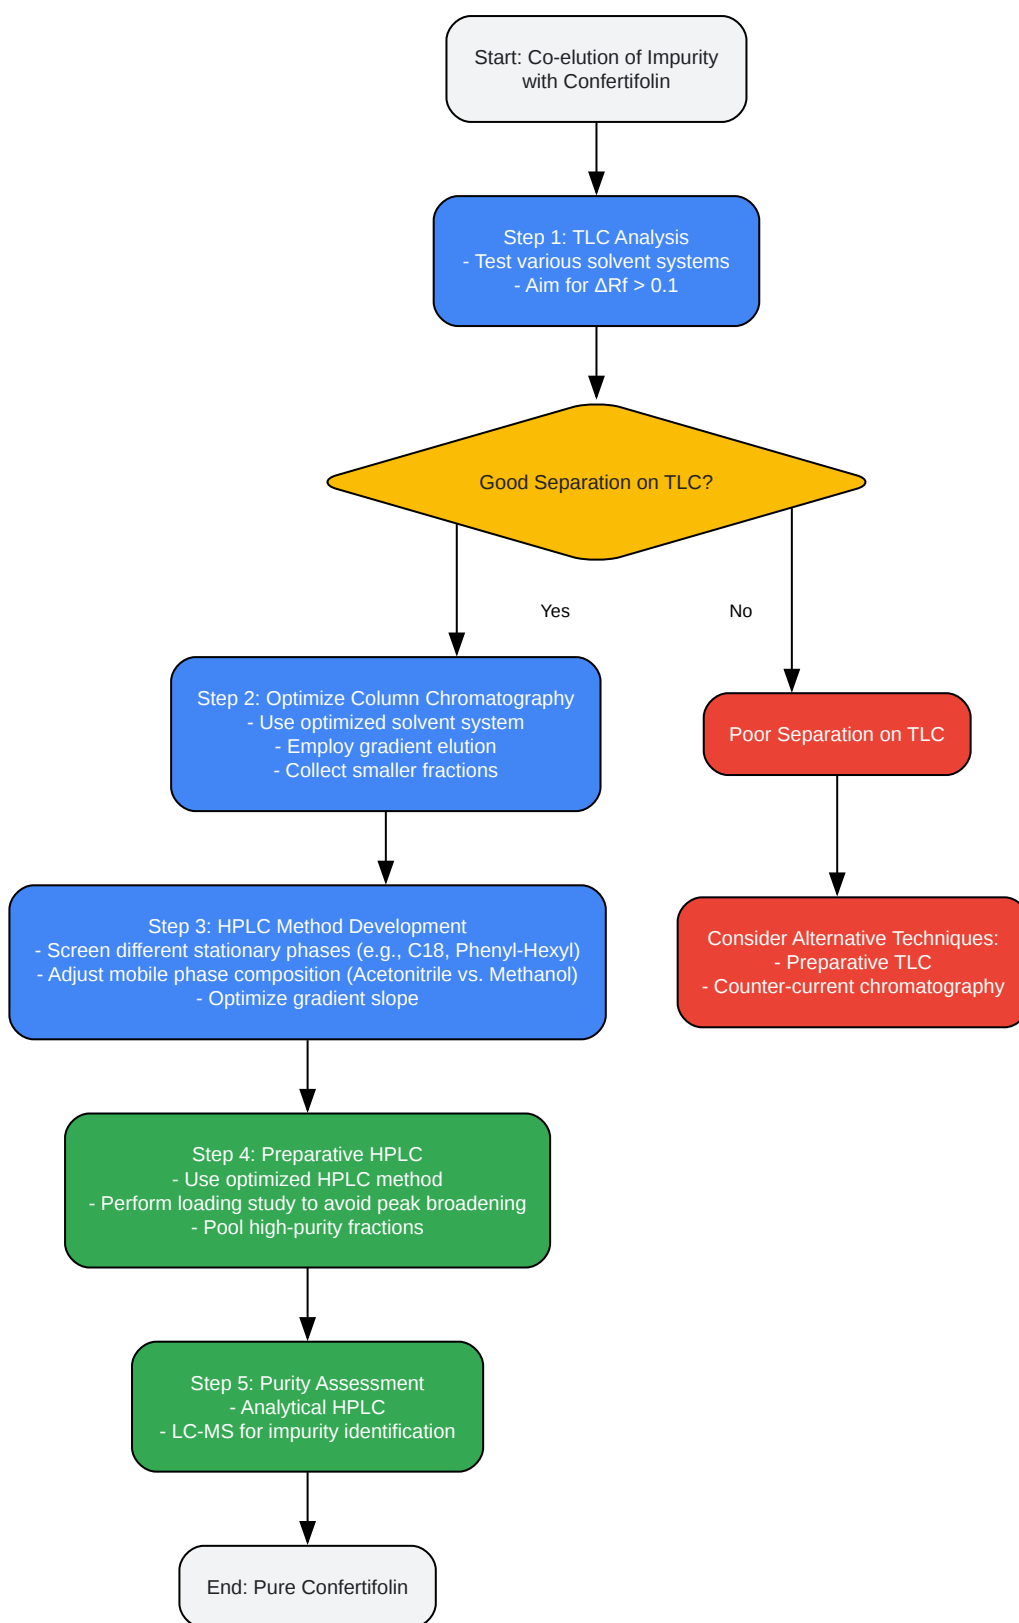 Start: Co-elution of Impurity
with Confertifolin
Step 1: TLC Analysis
- Test various solvent systems
- Aim for ΔRf > 0.1
Good Separation on TLC?
Yes
No
Step 2: Optimize Column Chromatography
- Use optimized solvent system
- Employ gradient elution
- Collect smaller fractions
Poor Separation on TLC
Step 3: HPLC Method Development
- Screen different stationary phases (e.g., C18, Phenyl-Hexyl)
- Adjust mobile phase composition (Acetonitrile vs. Methanol)
- Optimize gradient slope
Consider Alternative Techniques:
- Preparative TLC
- Counter-current chromatography
Step 4: Preparative HPLC
- Use optimized HPLC method
- Perform loading study to avoid peak broadening
- Pool high-purity fractions
Step 5: Purity Assessment
- Analytical HPLC
- LC-MS for impurity identification
End: Pure Confertifolin